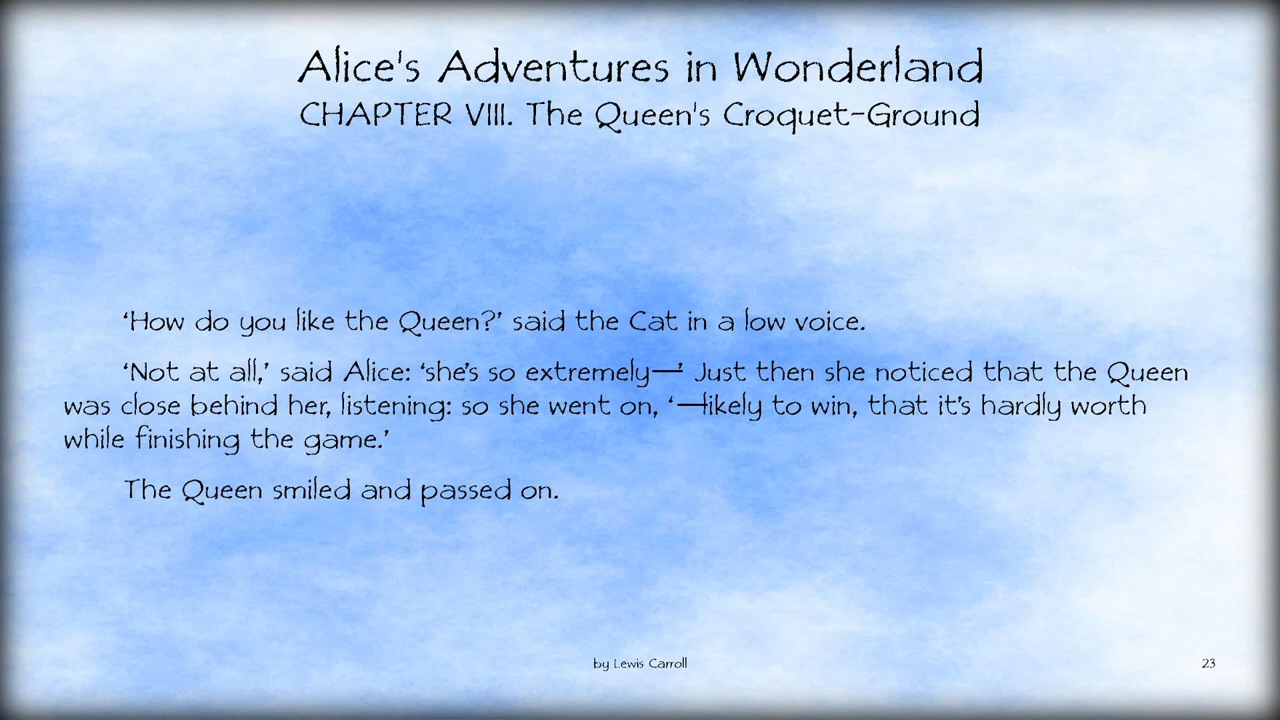 Alice's Adventures in Wonderland
CHAPTER VIII. The Queen's Croquet-Ground
‘How do you like the Queen?’ said the Cat in a low voice.
‘Not at all,’ said Alice: ‘she’s so extremely—’ Just then she noticed that the Queen
was close behind her, listening: so she went on, ‘—likely to win, that it’s hardly worth
while finishing the game.’
The Queen smiled and passed on.
by Lewis Carroll
23